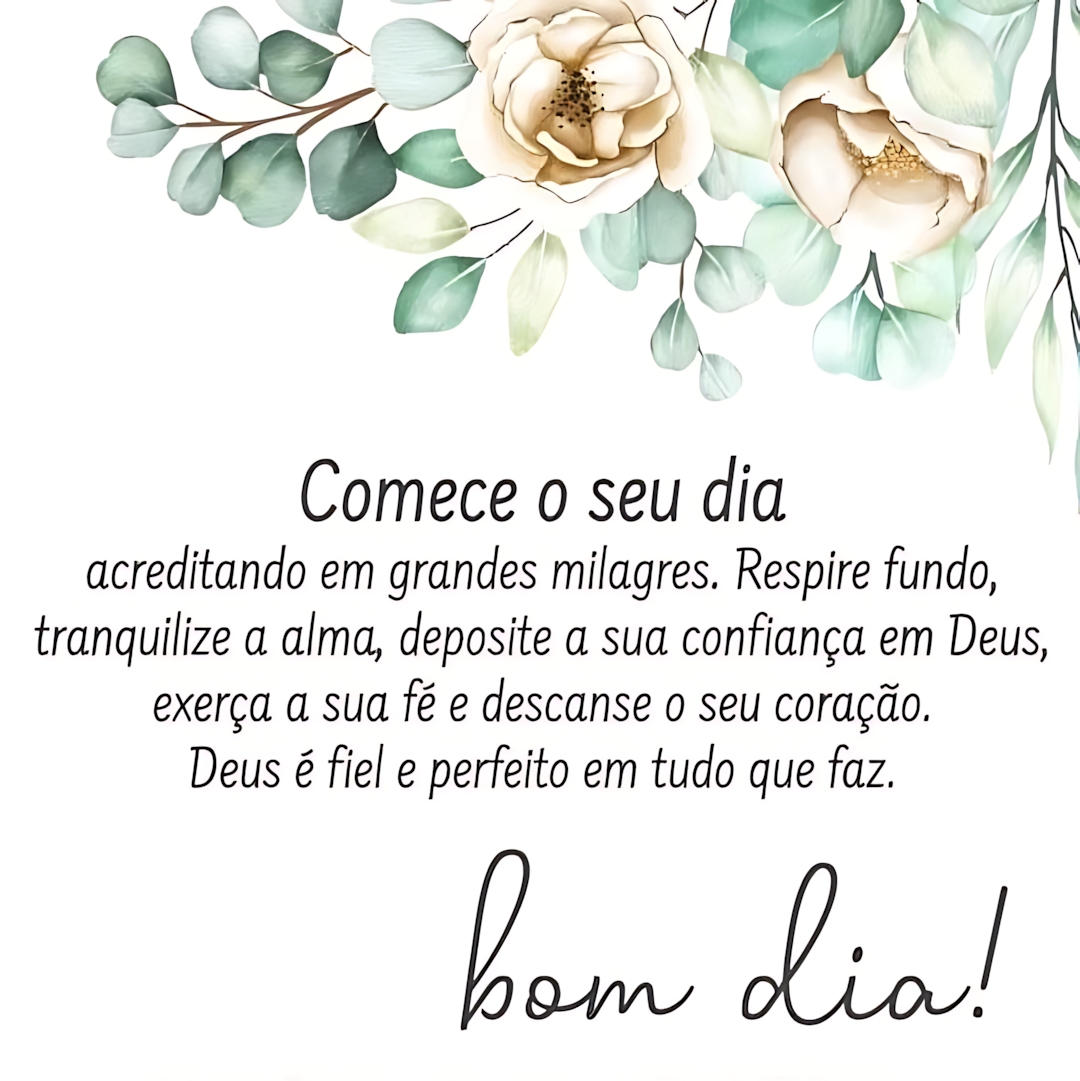 Comece o seu dia
acreditando em grandes milagres. Respire fundo,
tranquilize a alma, deposite a sua confiança em Deus,
exerça a sua fé e descanse o seu coração.
Deus é fiel e perfeito em tudo que faz.
bom dia!